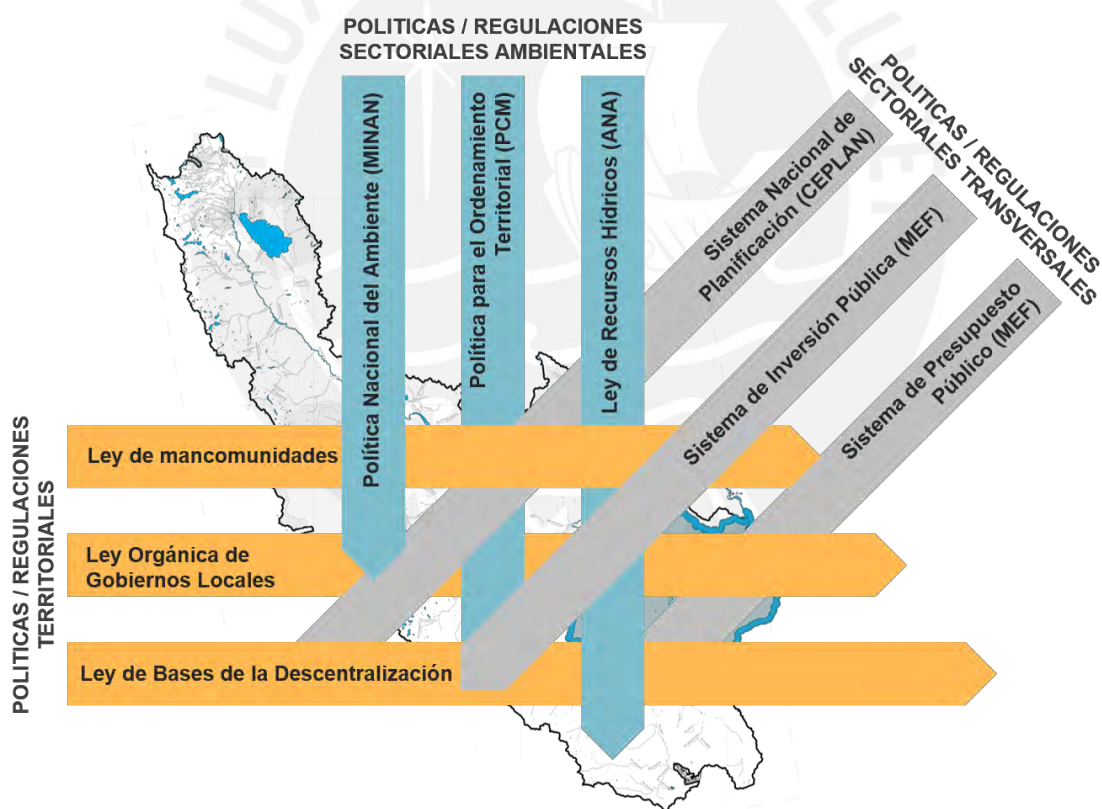 POLITICAS / REGULACIONES
SECTORIALES AMBIENTALES
POLITICAS / REGULACIONES
SECTORIALES TRANSVERSALES
Política Nacional del Ambiente (MINAN)
Política para el Ordenamiento
Territorial (PCM)
Ley de Recursos Hídricos (ANA)
Sistema Nacional de
Planificación (CEPLAN)
Sistema de Inversión Pública (MEF)
Sistema de Presupuesto
Público (MEF)
POLITICAS / REGULACIONES
TERRITORIALES
Ley de mancomunidades
Ley Orgánica de
Gobiernos Locales
Ley de Bases de la Descentralización